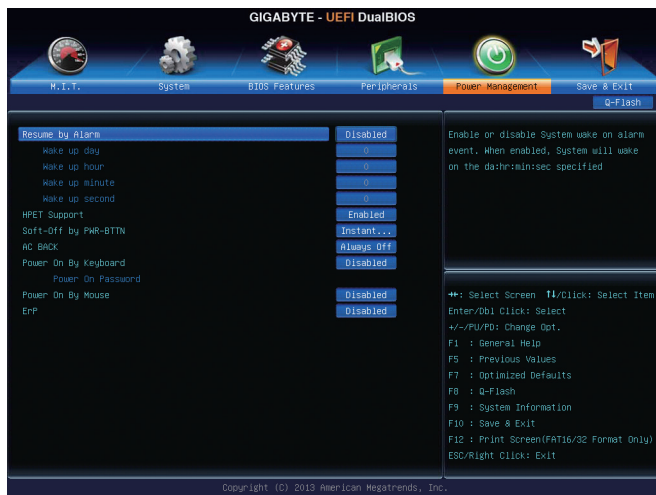 GIGABYTE - UEFI DualBIOS
M.I.T. System BIOS Features Peripherals Power Management Save & Exit
Q-Flash
Resume by Alarm Disabled
Wake up day 0
Wake up hour 0
Wake up minute 0
Wake up second 0
HPET Support Enabled
Soft-Off by PWR-BTTN Instant...
AC BACK Always Off
Power On By Keyboard Disabled
Power On Password
Power On By Mouse Disabled
ErP Disabled
Enable or disable System wake on alarm
event. When enabled, System will wake
on the da:hr:min:sec specified
→←: Select Screen ↑↓/Click: Select Item
Enter/Dbl Click: Select
+/-/PU/PD: Change Opt.
F1 : General Help
F5 : Previous Values
F7 : Optimized Defaults
F8 : Q-Flash
F9 : System Information
F10 : Save & Exit
F12 : Print Screen(FAT16/32 Format Only)
ESC/Right Click: Exit
Copyright (C) 2013 American Megatrends, Inc.